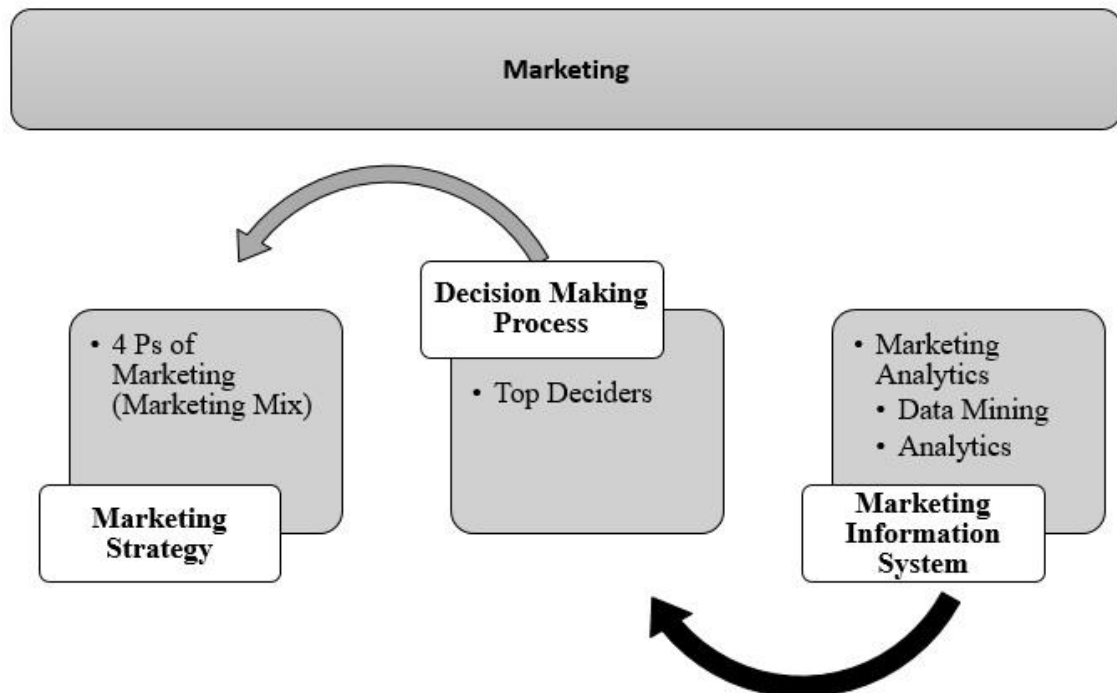 Marketing
• 4 Ps of
Marketing
(Marketing Mix)
Marketing
Strategy
Decision Making
Process
• Top Deciders
• Marketing
Analytics
• Data Mining
• Analytics
Marketing
Information
System